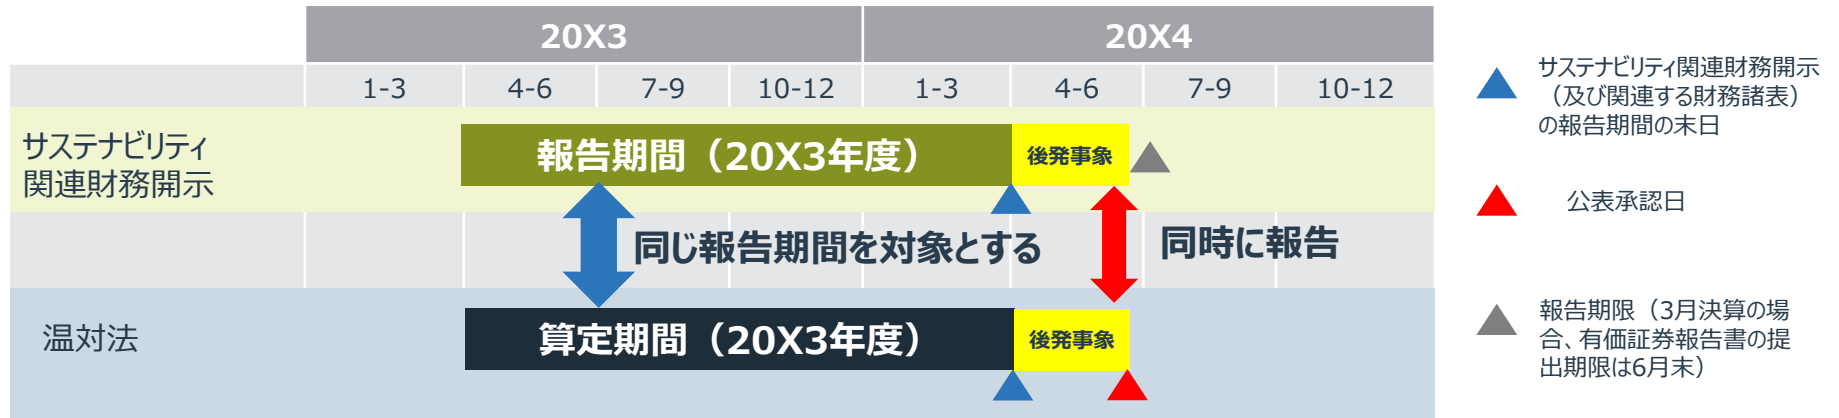 20X3 20X4
1-3 4-6 7-9 10-12 1-3 4-6 7-9 10-12
サステナビリティ
関連財務開示
報告期間（20X3年度）
後発事象
同じ報告期間を対象とする
同時に報告
温対法
算定期間（20X3年度）
後発事象
サステナビリティ関連財務開示
（及び関連する財務諸表）
の報告期間の末日
公表承認日
報告期限（3月決算の場
合、有価証券報告書の提
出期限は6月末）